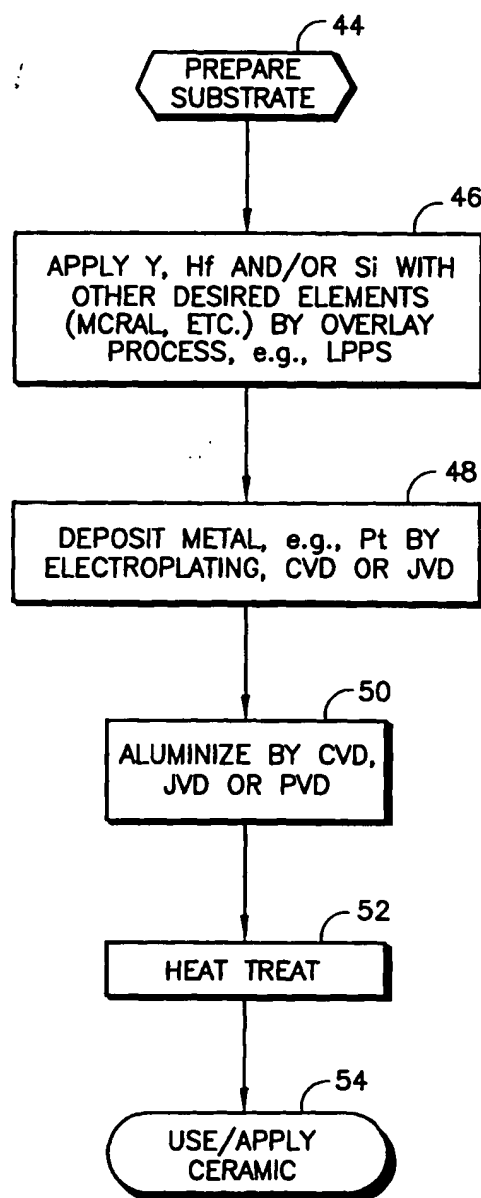 44
PREPARE
SUBSTRATE
46
APPLY Y, Hf AND/OR Si WITH
OTHER DESIRED ELEMENTS
(MCRAL, ETC.) BY OVERLAY
PROCESS, e.g., LPPS
48
DEPOSIT METAL, e.g., Pt BY
ELECTROPLATING, CVD OR JVD
50
ALUMINIZE BY CVD,
JVD OR PVD
52
HEAT TREAT
54
USE/APPLY
CERAMIC